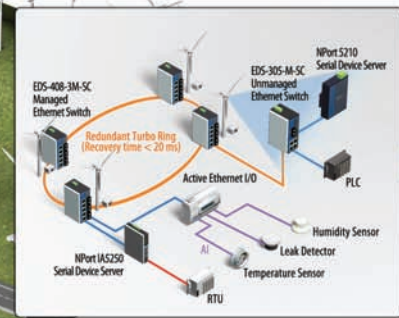 NPort 5210
Serial Device Server
EDS-305-M-SC
Unmanaged
Ethernet Switch
EDS-408-3M-SC
Managed
Ethernet Switch
Redundant Turbo Ring
(Recovery time < 20 ms)
Active Ethernet I/O
PLC
Humidity Sensor
AI
Leak Detector
NPort IA5250
Serial Device Server
Temperature Sensor
RTU